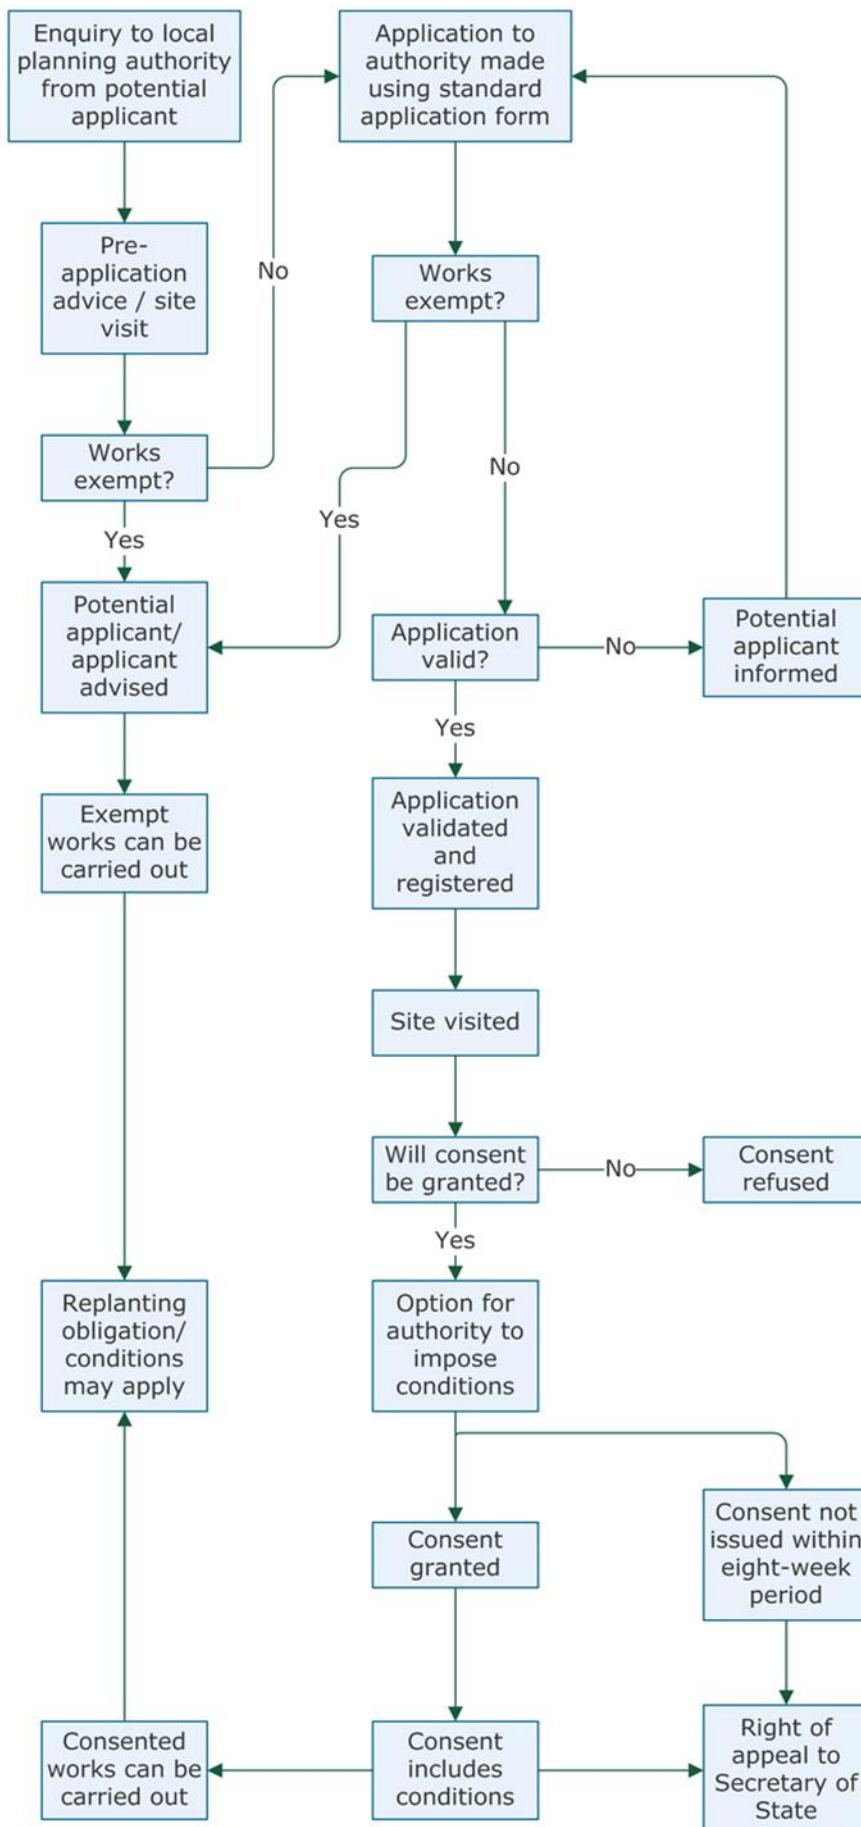 Enquiry to local
planning authority
from potential
applicant
Application to
authority made
using standard
application form
Pre-
application
advice / site
visit
No
Works
exempt?
Works
exempt?
No
Yes
Yes
Potential
applicant/
applicant
advised
Application
valid?
No
Potential
applicant
informed
Yes
Exempt
works can be
carried out
Application
validated
and
registered
Site visited
Will consent
be granted?
No
Consent
refused
Yes
Replanting
obligation/
conditions
may apply
Option for
authority to
impose
conditions
Consent
granted
Consent not
issued within
eight-week
period
Consented
works can be
carried out
Consent
includes
conditions
Right of
appeal to
Secretary of
State